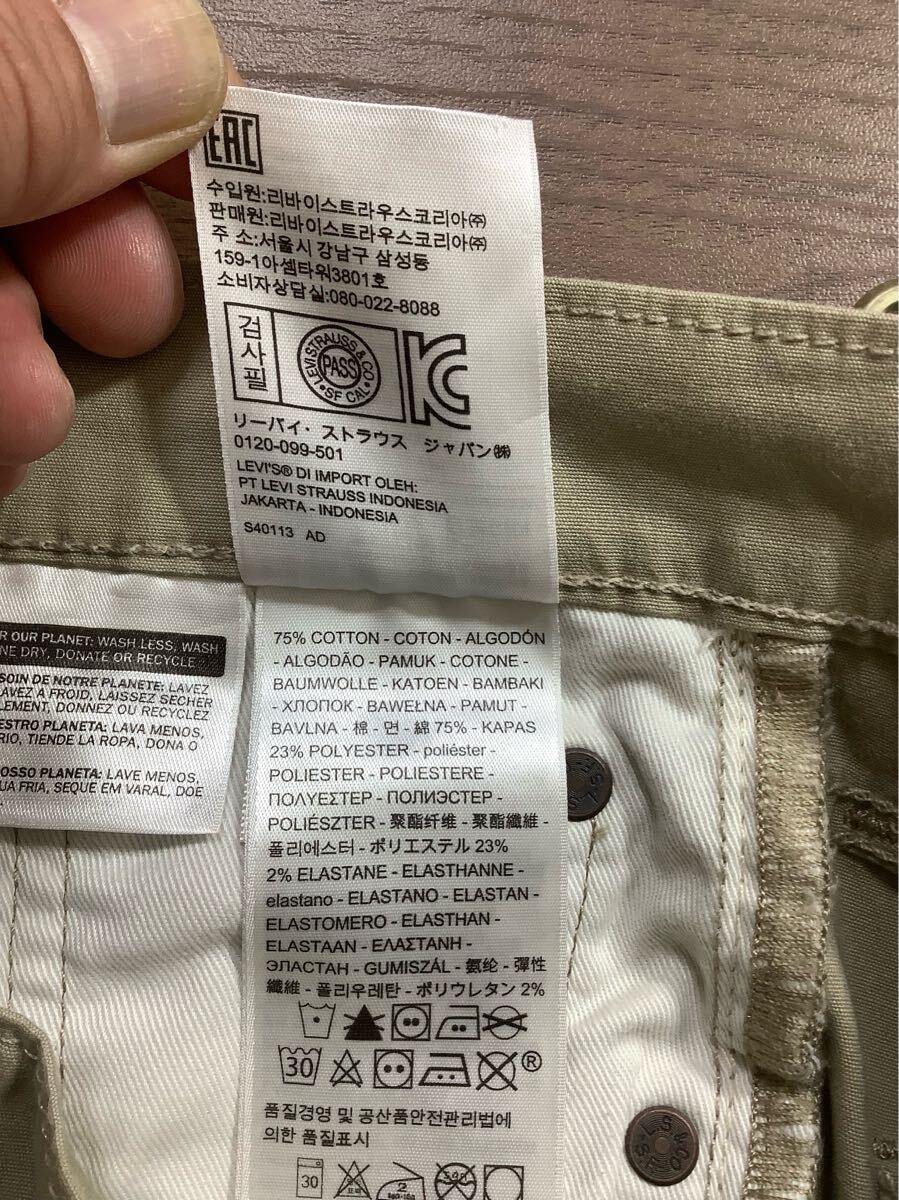 EAC
수입원:리바이스트라우스코리아㈜
판매원:리바이스트라우스코리아㈜
주 소:서울시 강남구 삼성동
159-1아셈타워3801호
소비자상담실:080-022-8088
검사필
LEVI STRAUSS & CO
PASS
SF CAL
KC
リーバイ・ストラウス ジャパン㈱
0120-099-501
LEVI'S® DI IMPORT OLEH:
PT LEVI STRAUSS INDONESIA
JAKARTA - INDONESIA
S40113 AD
R OUR PLANET: WASH LESS, WASH
NE DRY, DONATE OR RECYCLE
SOIN DE NOTRE PLANETE: LAVEZ
LAVEZ A FROID, LAISSEZ SÉCHER
LEMENT, DONNEZ OU RECYCLEZ
ESTRO PLANETA: LAVA MENOS,
RIO, TIENDE LA ROPA, DONA O
OSSO PLANETA: LAVE MENOS,
UA FRIA, SEQUE EM VARAL, DOE
75% COTTON - COTON - ALGODÓN
- ALGODÃO - PAMUK - COTONE -
BAUMWOLLE - KATOEN - BAMBAKI
- ХЛОПОК - BAWEŁNA - PAMUT -
BAVLNA - 棉 - 면 - 綿 75% - KAPAS
23% POLYESTER - poliéster -
POLIESTER - POLIESTERE -
ΠΟΛΥΕΣΤΕΡ - ПОЛИЭСТЕР -
POLIÉSZTER - 聚酯纤维 - 聚酯纖維 -
폴리에스터 - ポリエステル 23%
2% ELASTANE - ELASTHANNE -
elastano - ELASTANO - ELASTAN -
ELASTOMERO - ELASTHAN -
ELASTAAN - ΕΛΑΣΤΑΝΗ -
ЭЛАСТАН - GUMISZÁL - 氨纶 - 彈性
纖維 - 폴리우레탄 - ポリウレタン 2%
30
®
품질경영 및 공산품안전관리법에
의한 품질표시
30
2